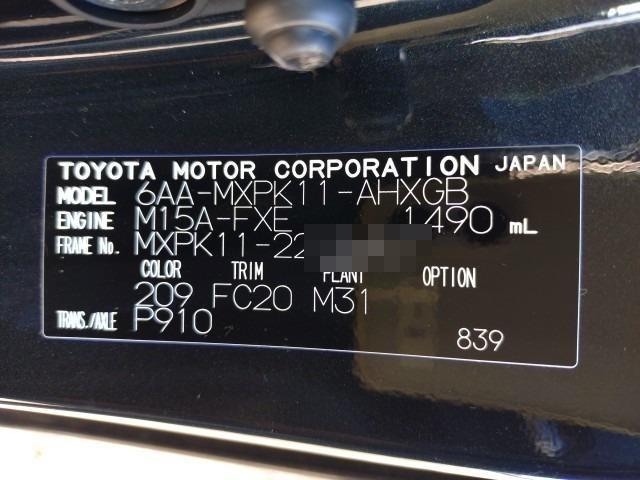 TOYOTA MOTOR CORPORATION JAPAN
MODEL 6AA-MXPK11-AHXGB
ENGINE M15A-FXE 1490 mL
FRAME No. MXPK11-22
COLOR TRIM PLANT OPTION
209 FC20 M31
TRANS./AXLE P910
839